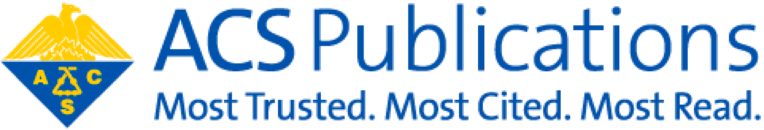 ACS Publications
Most Trusted. Most Cited. Most Read.
A C
S